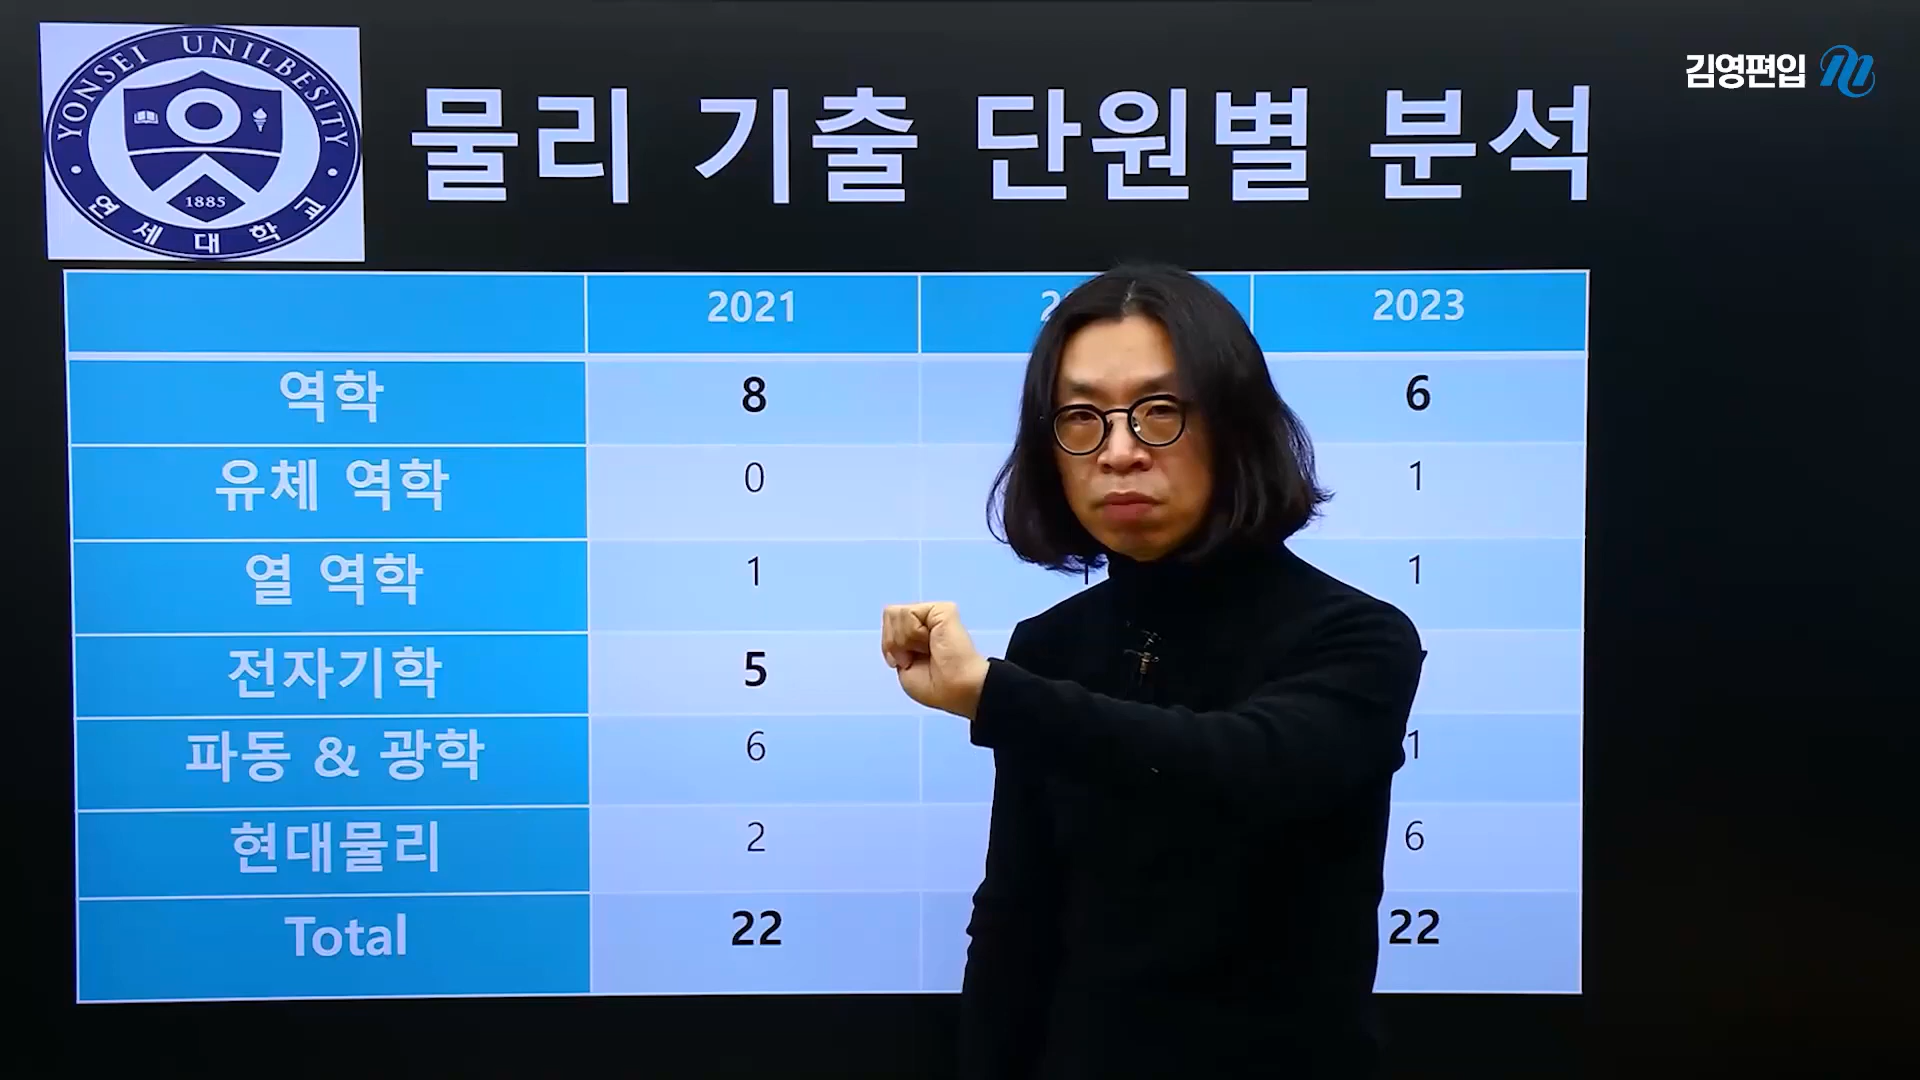 YONSEI UNILBESITY
1885
연세대학교
김영편입
물리 기출 단원별 분석
2021 2023
역학 8 6
유체 역학 0 1
열 역학 1 1
전자기학 5
파동 & 광학 6 1
현대물리 2 6
Total 22 22